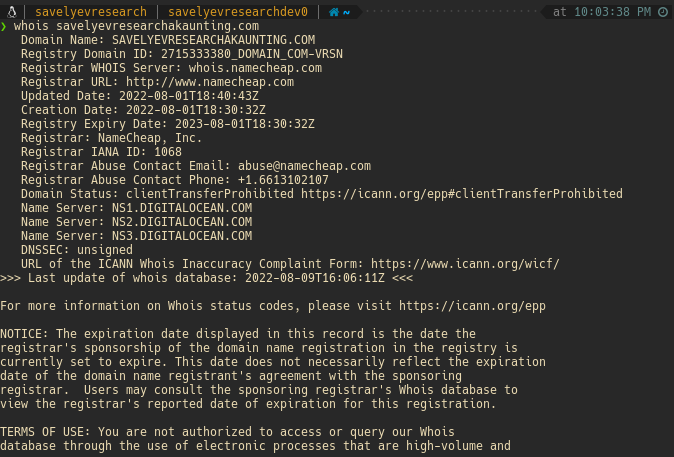 savelyevresearch | savelyevresearchdev0 | ~ at 10:03:38 PM
❯ whois savelyevresearchakaunting.com
Domain Name: SAVELYEVRESEARCHAKAUNTING.COM
Registry Domain ID: 2715333380_DOMAIN_COM-VRSN
Registrar WHOIS Server: whois.namecheap.com
Registrar URL: http://www.namecheap.com
Updated Date: 2022-08-01T18:40:43Z
Creation Date: 2022-08-01T18:30:32Z
Registry Expiry Date: 2023-08-01T18:30:32Z
Registrar: NameCheap, Inc.
Registrar IANA ID: 1068
Registrar Abuse Contact Email: abuse@namecheap.com
Registrar Abuse Contact Phone: +1.6613102107
Domain Status: clientTransferProhibited https://icann.org/epp#clientTransferProhibited
Name Server: NS1.DIGITALOCEAN.COM
Name Server: NS2.DIGITALOCEAN.COM
Name Server: NS3.DIGITALOCEAN.COM
DNSSEC: unsigned
URL of the ICANN Whois Inaccuracy Complaint Form: https://www.icann.org/wicf/
>>> Last update of whois database: 2022-08-09T16:06:11Z <<<
For more information on Whois status codes, please visit https://icann.org/epp
NOTICE: The expiration date displayed in this record is the date the
registrar's sponsorship of the domain name registration in the registry is
currently set to expire. This date does not necessarily reflect the expiration
date of the domain name registrant's agreement with the sponsoring
registrar.  Users may consult the sponsoring registrar's Whois database to
view the registrar's reported date of expiration for this registration.
TERMS OF USE: You are not authorized to access or query our Whois
database through the use of electronic processes that are high-volume and